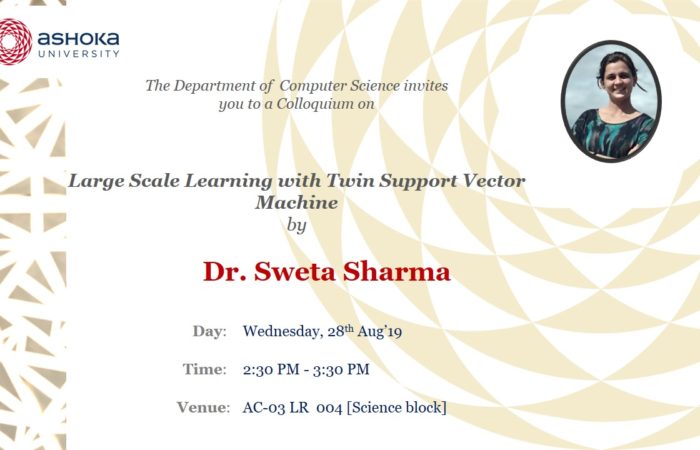 ASHOKA
UNIVERSITY
The Department of Computer Science invites
you to a Colloquium on
Large Scale Learning with Twin Support Vector
Machine
by
Dr. Sweta Sharma
Day: Wednesday, 28th Aug'19
Time: 2:30 PM - 3:30 PM
Venue: AC-03 LR 004 [Science block]